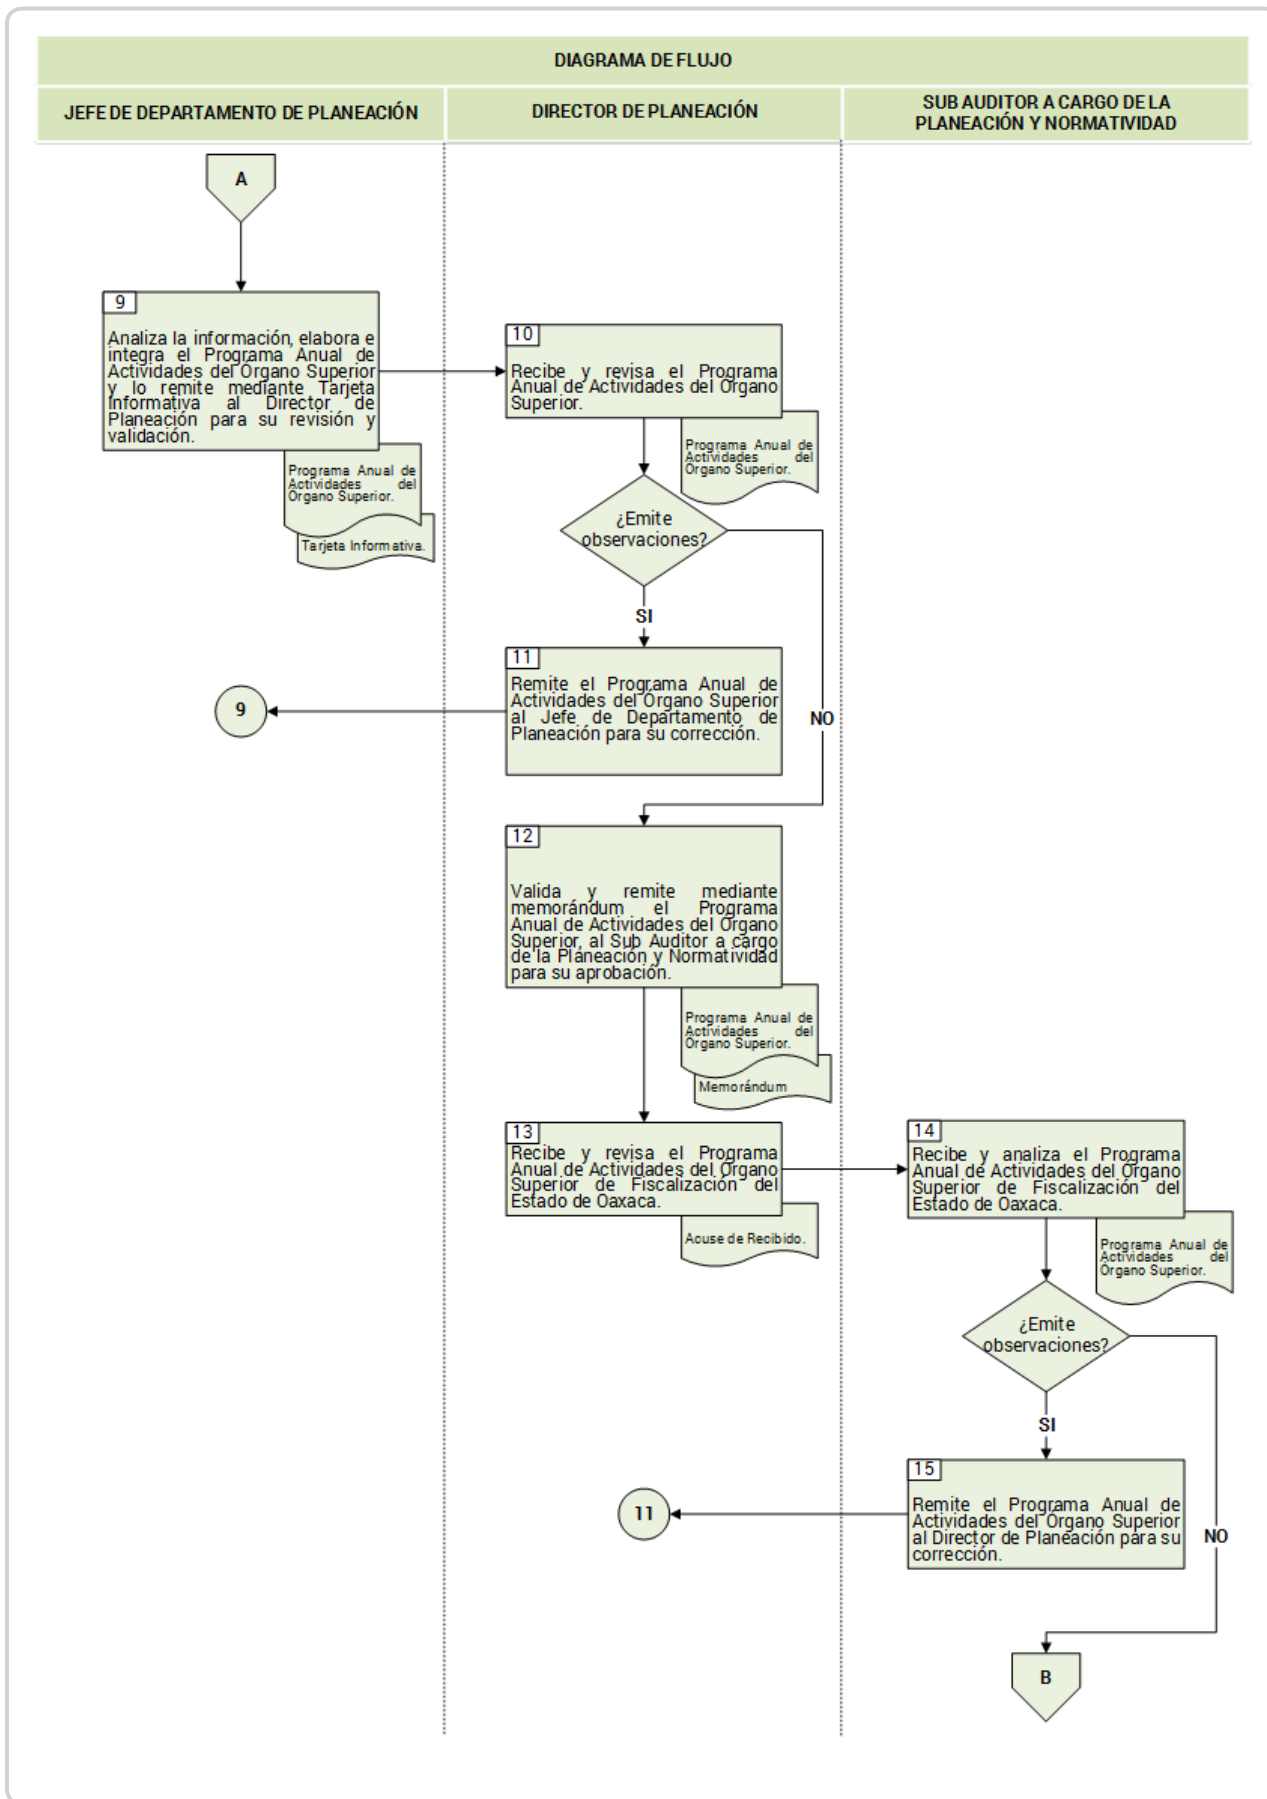 DIAGRAMA DE FLUJO
JEFE DE DEPARTAMENTO DE PLANEACIÓN
DIRECTOR DE PLANEACIÓN
SUB AUDITOR A CARGO DE LA
PLANEACIÓN Y NORMATIVIDAD
A
9
Analiza la información, elabora e
integra el Programa Anual de
Actividades del Órgano Superior
y lo remite mediante Tarjeta
Informativa al Director de
Planeación para su revisión y
validación.
Programa Anual de
Actividades del
Órgano Superior.
Tarjeta Informativa.
10
Recibe y revisa el Programa
Anual de Actividades del Órgano
Superior.
Programa Anual de
Actividades del
Órgano Superior.
¿Emite
observaciones?
SI
NO
11
Remite el Programa Anual de
Actividades del Órgano Superior
al Jefe de Departamento de
Planeación para su corrección.
9
12
Valida y remite mediante
memorándum el Programa
Anual de Actividades del Órgano
Superior, al Sub Auditor a cargo
de la Planeación y Normatividad
para su aprobación.
Programa Anual de
Actividades del
Órgano Superior.
Memorándum
13
Recibe y revisa el Programa
Anual de Actividades del Órgano
Superior de Fiscalización del
Estado de Oaxaca.
Acuse de Recibido.
14
Recibe y analiza el Programa
Anual de Actividades del Órgano
Superior de Fiscalización del
Estado de Oaxaca.
Programa Anual de
Actividades del
Órgano Superior.
¿Emite
observaciones?
SI
NO
15
Remite el Programa Anual de
Actividades del Órgano Superior
al Director de Planeación para su
corrección.
11
B